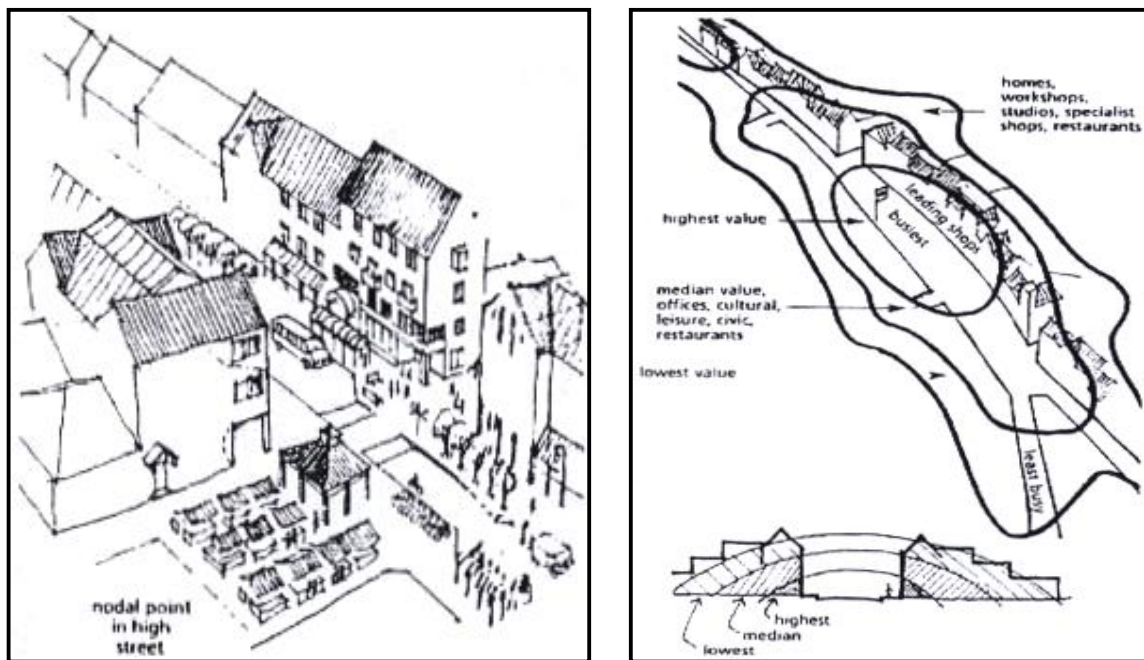 nodal point
in high
street
homes,
workshops,
studios, specialist
shops, restaurants
highest value
leading shops
busiest
median value,
offices, cultural,
leisure, civic,
restaurants
lowest value
least busy
highest
median
lowest